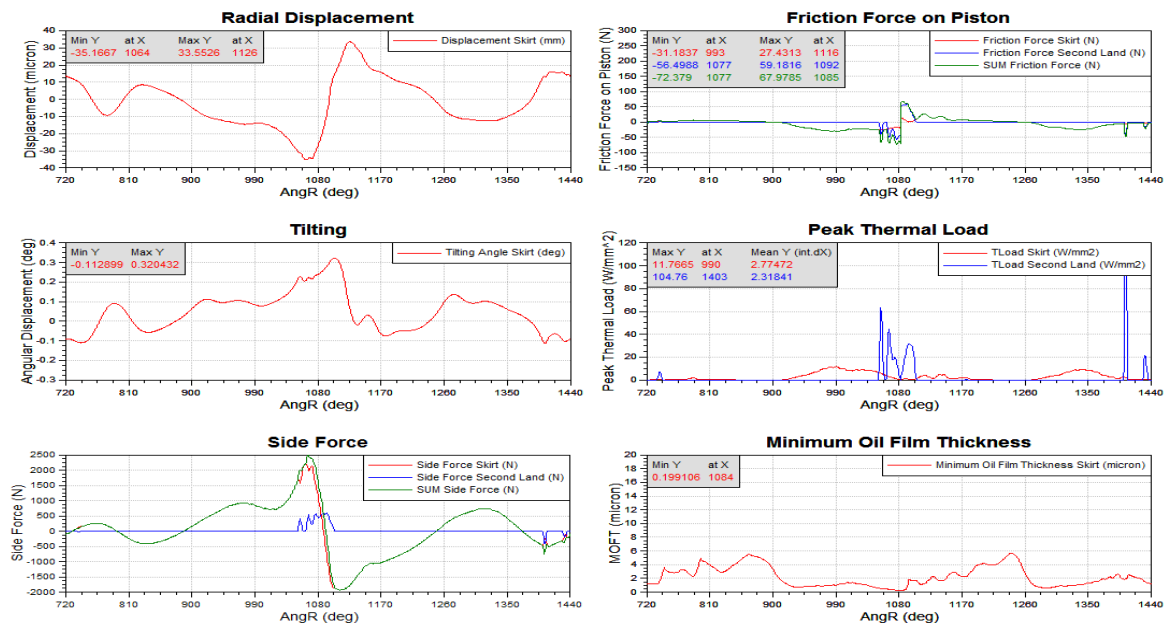 Radial Displacement
Min Y at X Max Y at X
-35.1667 1064 33.5526 1126
Displacement Skirt (mm)
Displacement (micron)
40
30
20
10
0
-10
-20
-30
-40
720 810 900 990 1080 1170 1260 1350 1440
AngR (deg)
Friction Force on Piston
Min Y at X Max Y at X
-31.1837 993 27.4313 1116
-56.4988 1077 59.1816 1092
-72.379 1077 67.9785 1085
Friction Force Skirt (N)
Friction Force Second Land (N)
SUM Friction Force (N)
Friction Force on Piston (N)
300
250
200
150
100
50
0
-50
-100
-150
720 810 900 990 1080 1170 1260 1350 1440
AngR (deg)
Tilting
Min Y Max Y
-0.112899 0.320432
Tilting Angle Skirt (deg)
Angular Displacement (deg)
0.4
0.3
0.2
0.1
0
-0.1
-0.2
-0.3
720 810 900 990 1080 1170 1260 1350 1440
AngR (deg)
Peak Thermal Load
Max Y at X Mean Y (int.dX)
11.7665 990 2.77472
104.76 1403 2.31841
TLoad Skirt (W/mm2)
TLoad Second Land (W/mm2)
Peak Thermal Load (W/mm^2)
120
100
80
60
40
20
0
720 810 900 990 1080 1170 1260 1350 1440
AngR (deg)
Side Force
Side Force Skirt (N)
Side Force Second Land (N)
SUM Side Force (N)
Side Force (N)
2500
2000
1500
1000
500
0
-500
-1000
-1500
-2000
720 810 900 990 1080 1170 1260 1350 1440
AngR (deg)
Minimum Oil Film Thickness
Min Y at X
0.199106 1084
Minimum Oil Film Thickness Skirt (micron)
MOFT (micron)
20
18
16
14
12
10
8
6
4
2
0
720 810 900 990 1080 1170 1260 1350 1440
AngR (deg)